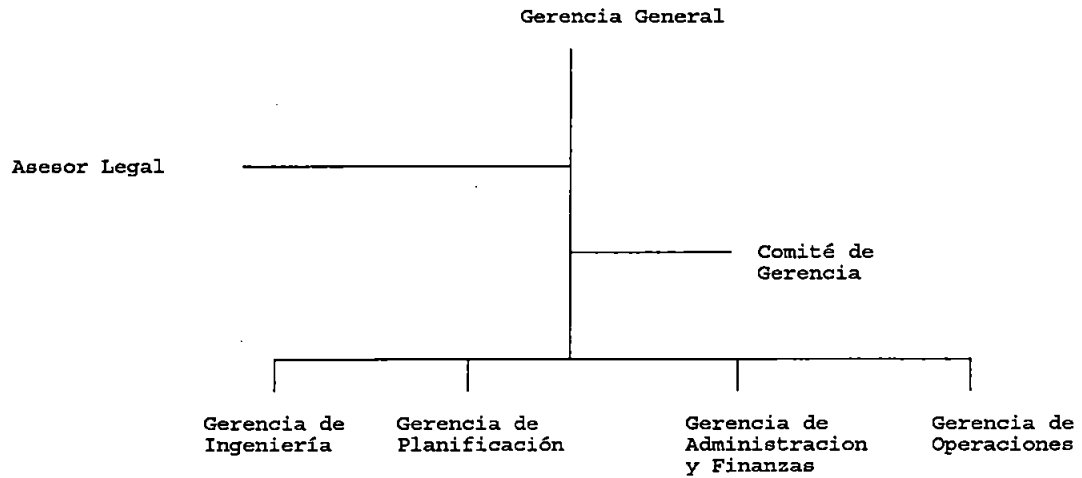 Gerencia General
Asesor Legal
Comité de
Gerencia
Gerencia de
Ingeniería
Gerencia de
Planificación
Gerencia de
Administracion
y Finanzas
Gerencia de
Operaciones